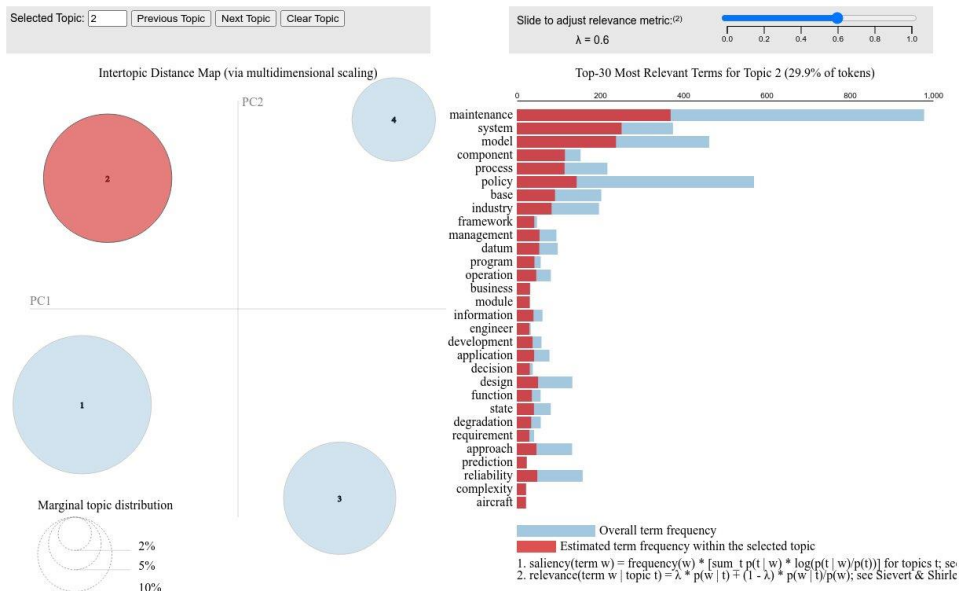 Selected Topic: 2 Previous Topic Next Topic Clear Topic
Slide to adjust relevance metric:(2)
λ = 0.6
0.0 0.2 0.4 0.6 0.8 1.0
Intertopic Distance Map (via multidimensional scaling)
PC2
4
2
PC1
1
3
Marginal topic distribution
2%
5%
10%
Top-30 Most Relevant Terms for Topic 2 (29.9% of tokens)
0 200 400 600 800 1,000
maintenance
system
model
component
process
policy
base
industry
framework
management
datum
program
operation
business
module
information
engineer
development
application
decision
design
function
state
degradation
requirement
approach
prediction
reliability
complexity
aircraft
Overall term frequency
Estimated term frequency within the selected topic
1. saliency(term w) = frequency(w) * [sum_t p(t | w) * log(p(t | w)/p(t))] for topics t; se
2. relevance(term w | topic t) = λ * p(w | t) + (1 - λ) * p(w | t)/p(w); see Sievert & Shirle